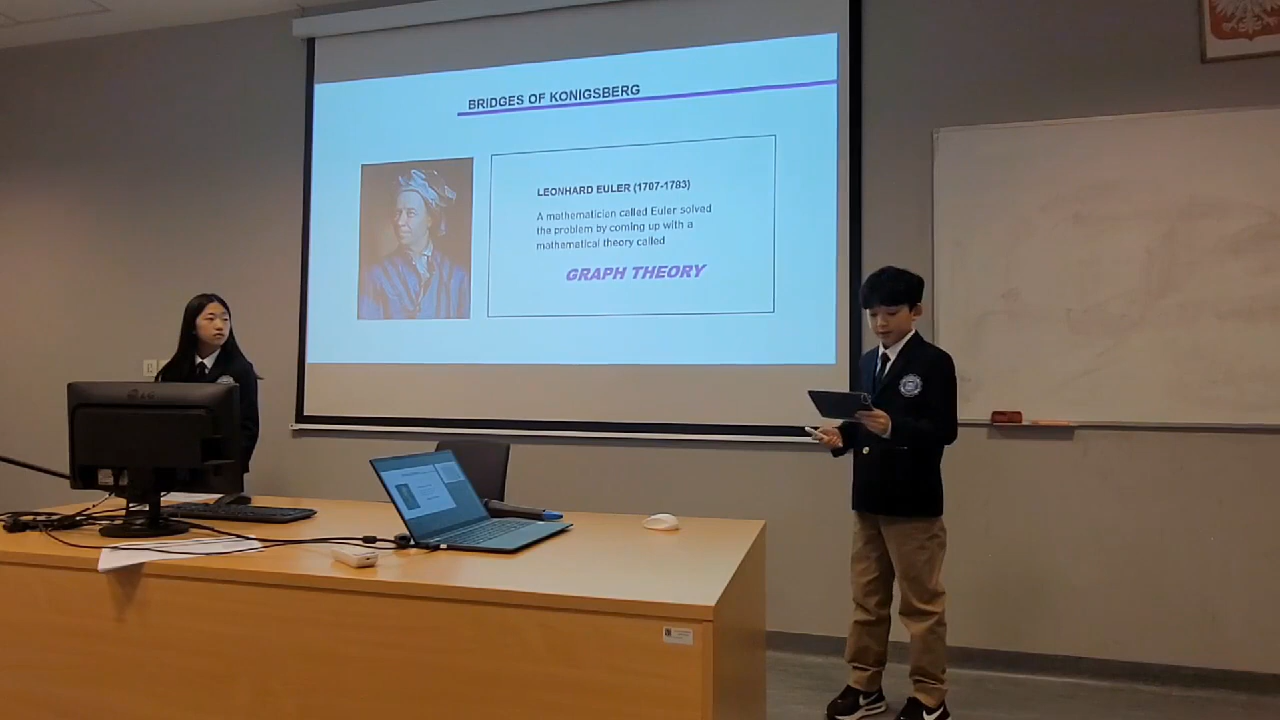 BRIDGES OF KONIGSBERG
LEONHARD EULER (1707-1783)
A mathematician called Euler solved
the problem by coming up with a
mathematical theory called
GRAPH THEORY